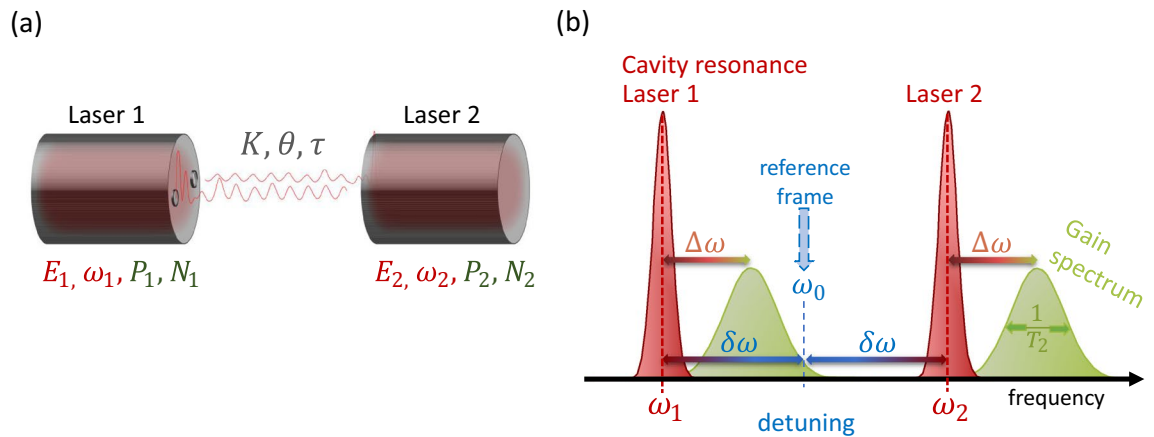 (a)
Laser 1
Laser 2
K, θ, τ
E₁, ω₁, P₁, N₁
E₂, ω₂, P₂, N₂
(b)
Cavity resonance
Laser 1
Laser 2
reference
frame
Δω
Δω
Gain
spectrum
ω₀
1/T₂
δω
δω
ω₁
ω₂
frequency
detuning